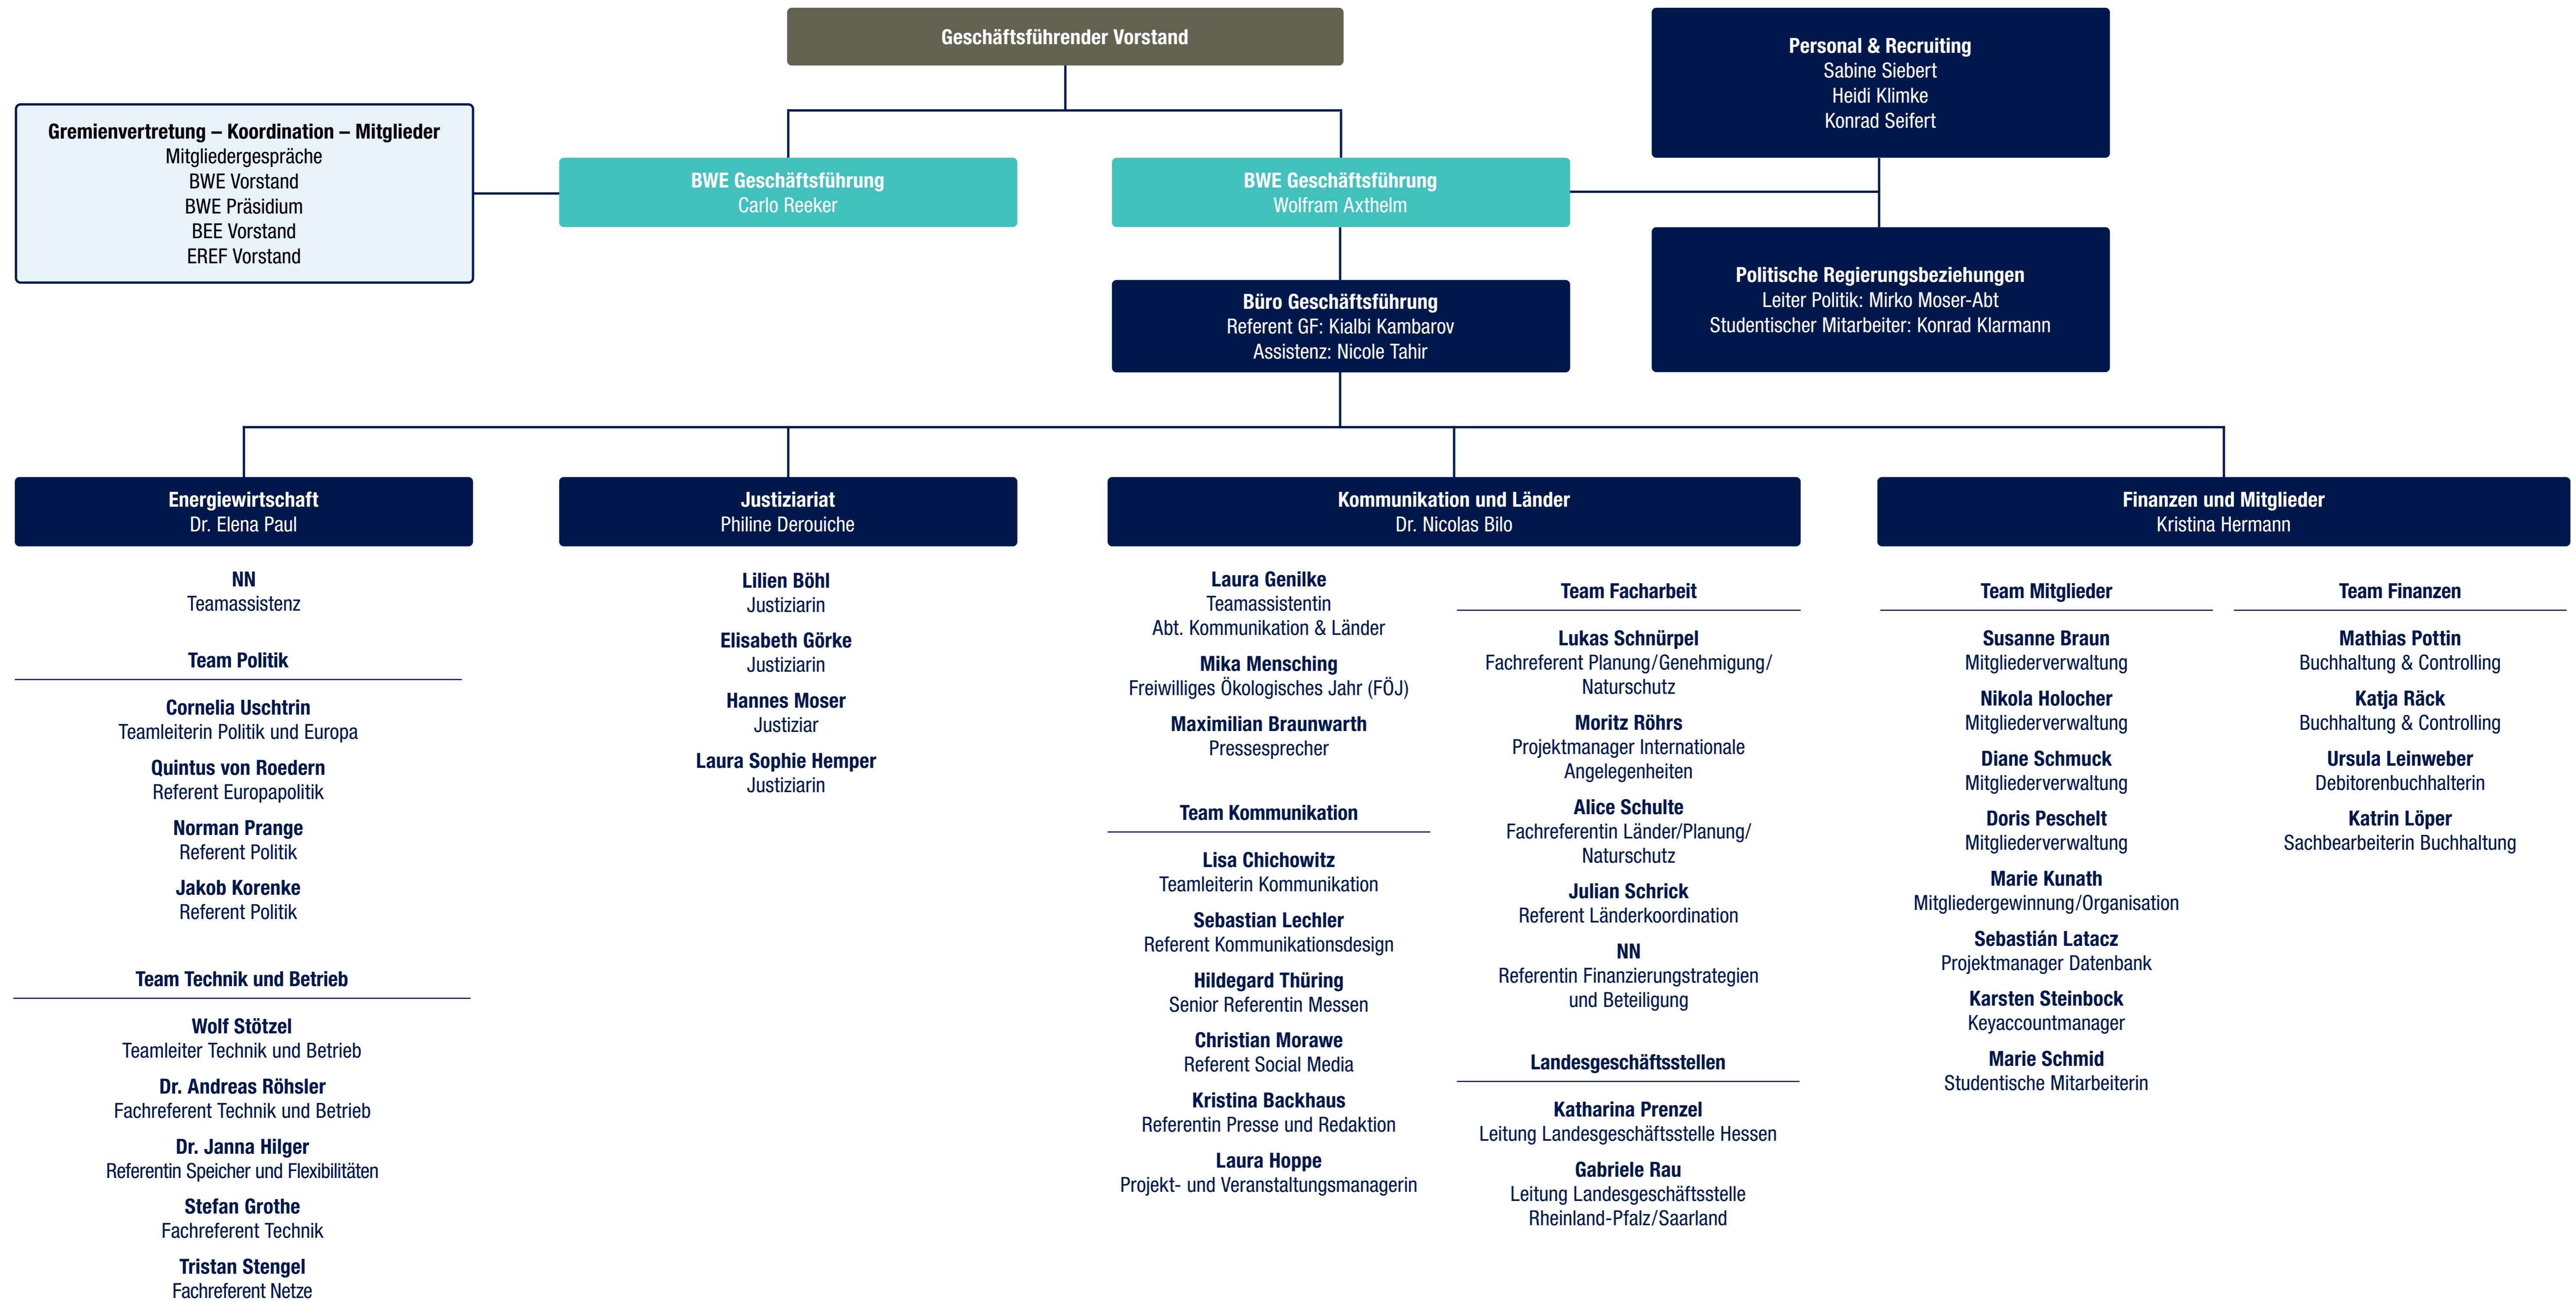 Geschäftsführender Vorstand
Personal & Recruiting
Sabine Siebert
Heidi Klimke
Konrad Seifert
Gremienvertretung – Koordination – Mitglieder
Mitgliedergespräche
BWE Vorstand
BWE Präsidium
BEE Vorstand
EREF Vorstand
BWE Geschäftsführung
Carlo Reeker
BWE Geschäftsführung
Wolfram Axthelm
Büro Geschäftsführung
Referent GF: Kialbi Kambarov
Assistenz: Nicole Tahir
Politische Regierungsbeziehungen
Leiter Politik: Mirko Moser-Abt
Studentischer Mitarbeiter: Konrad Klarmann
Energiewirtschaft
Dr. Elena Paul
NN
Teamassistenz
Team Politik
Cornelia Uschtrin
Teamleiterin Politik und Europa
Quintus von Roedern
Referent Europapolitik
Norman Prange
Referent Politik
Jakob Korenke
Referent Politik
Team Technik und Betrieb
Wolf Stötzel
Teamleiter Technik und Betrieb
Dr. Andreas Röhsler
Fachreferent Technik und Betrieb
Dr. Janna Hilger
Referentin Speicher und Flexibilitäten
Stefan Grothe
Fachreferent Technik
Tristan Stengel
Fachreferent Netze
Justiziariat
Philine Derouiche
Lilien Böhl
Justiziarin
Elisabeth Görke
Justiziarin
Hannes Moser
Justiziar
Laura Sophie Hemper
Justiziarin
Kommunikation und Länder
Dr. Nicolas Bilo
Laura Genilke
Teamassistentin
Abt. Kommunikation & Länder
Mika Mensching
Freiwilliges Ökologisches Jahr (FÖJ)
Maximilian Braunwarth
Pressesprecher
Team Kommunikation
Lisa Chichowitz
Teamleiterin Kommunikation
Sebastian Lechler
Referent Kommunikationsdesign
Hildegard Thüring
Senior Referentin Messen
Christian Morawe
Referent Social Media
Kristina Backhaus
Referentin Presse und Redaktion
Laura Hoppe
Projekt- und Veranstaltungsmanagerin
Team Facharbeit
Lukas Schnürpel
Fachreferent Planung/Genehmigung/
Naturschutz
Moritz Röhrs
Projektmanager Internationale
Angelegenheiten
Alice Schulte
Fachreferentin Länder/Planung/
Naturschutz
Julian Schrick
Referent Länderkoordination
NN
Referentin Finanzierungstrategien
und Beteiligung
Landesgeschäftsstellen
Katharina Prenzel
Leitung Landesgeschäftsstelle Hessen
Gabriele Rau
Leitung Landesgeschäftsstelle
Rheinland-Pfalz/Saarland
Finanzen und Mitglieder
Kristina Hermann
Team Mitglieder
Susanne Braun
Mitgliederverwaltung
Nikola Holocher
Mitgliederverwaltung
Diane Schmuck
Mitgliederverwaltung
Doris Peschelt
Mitgliederverwaltung
Marie Kunath
Mitgliedergewinnung/Organisation
Sebastián Latacz
Projektmanager Datenbank
Karsten Steinbock
Keyaccountmanager
Marie Schmid
Studentische Mitarbeiterin
Team Finanzen
Mathias Pottin
Buchhaltung & Controlling
Katja Räck
Buchhaltung & Controlling
Ursula Leinweber
Debitorenbuchhalterin
Katrin Löper
Sachbearbeiterin Buchhaltung